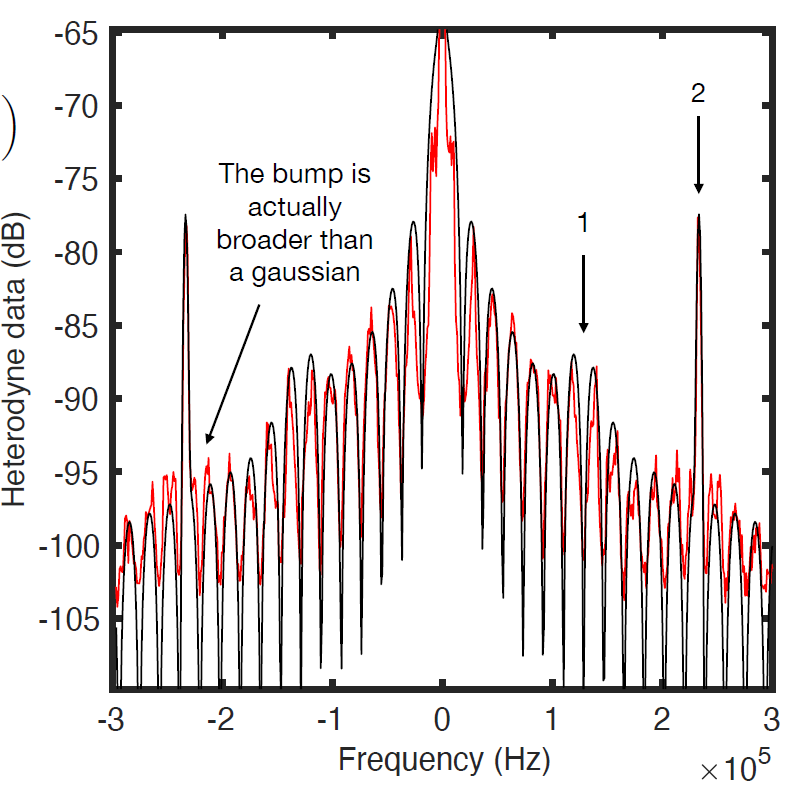 -65
-70
-75
-80
-85
-90
-95
-100
-105
Heterodyne data (dB)
)
The bump is
actually
broader than
a gaussian
1
2
-3 -2 -1 0 1 2 3
Frequency (Hz)
×10⁵